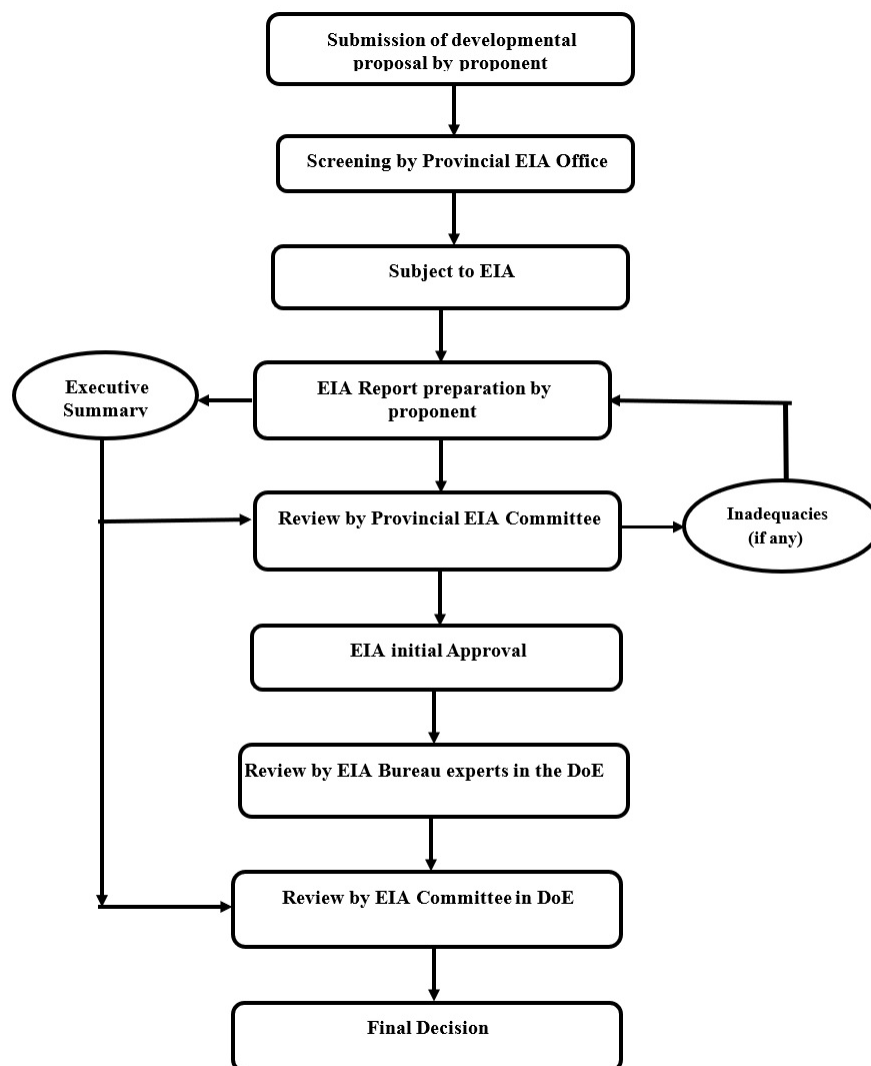 Submission of developmental
proposal by proponent
Screening by Provincial EIA Office
Subject to EIA
EIA Report preparation by
proponent
Executive
Summary
Review by Provincial EIA Committee
Inadequacies
(if any)
EIA initial Approval
Review by EIA Bureau experts in the DoE
Review by EIA Committee in DoE
Final Decision